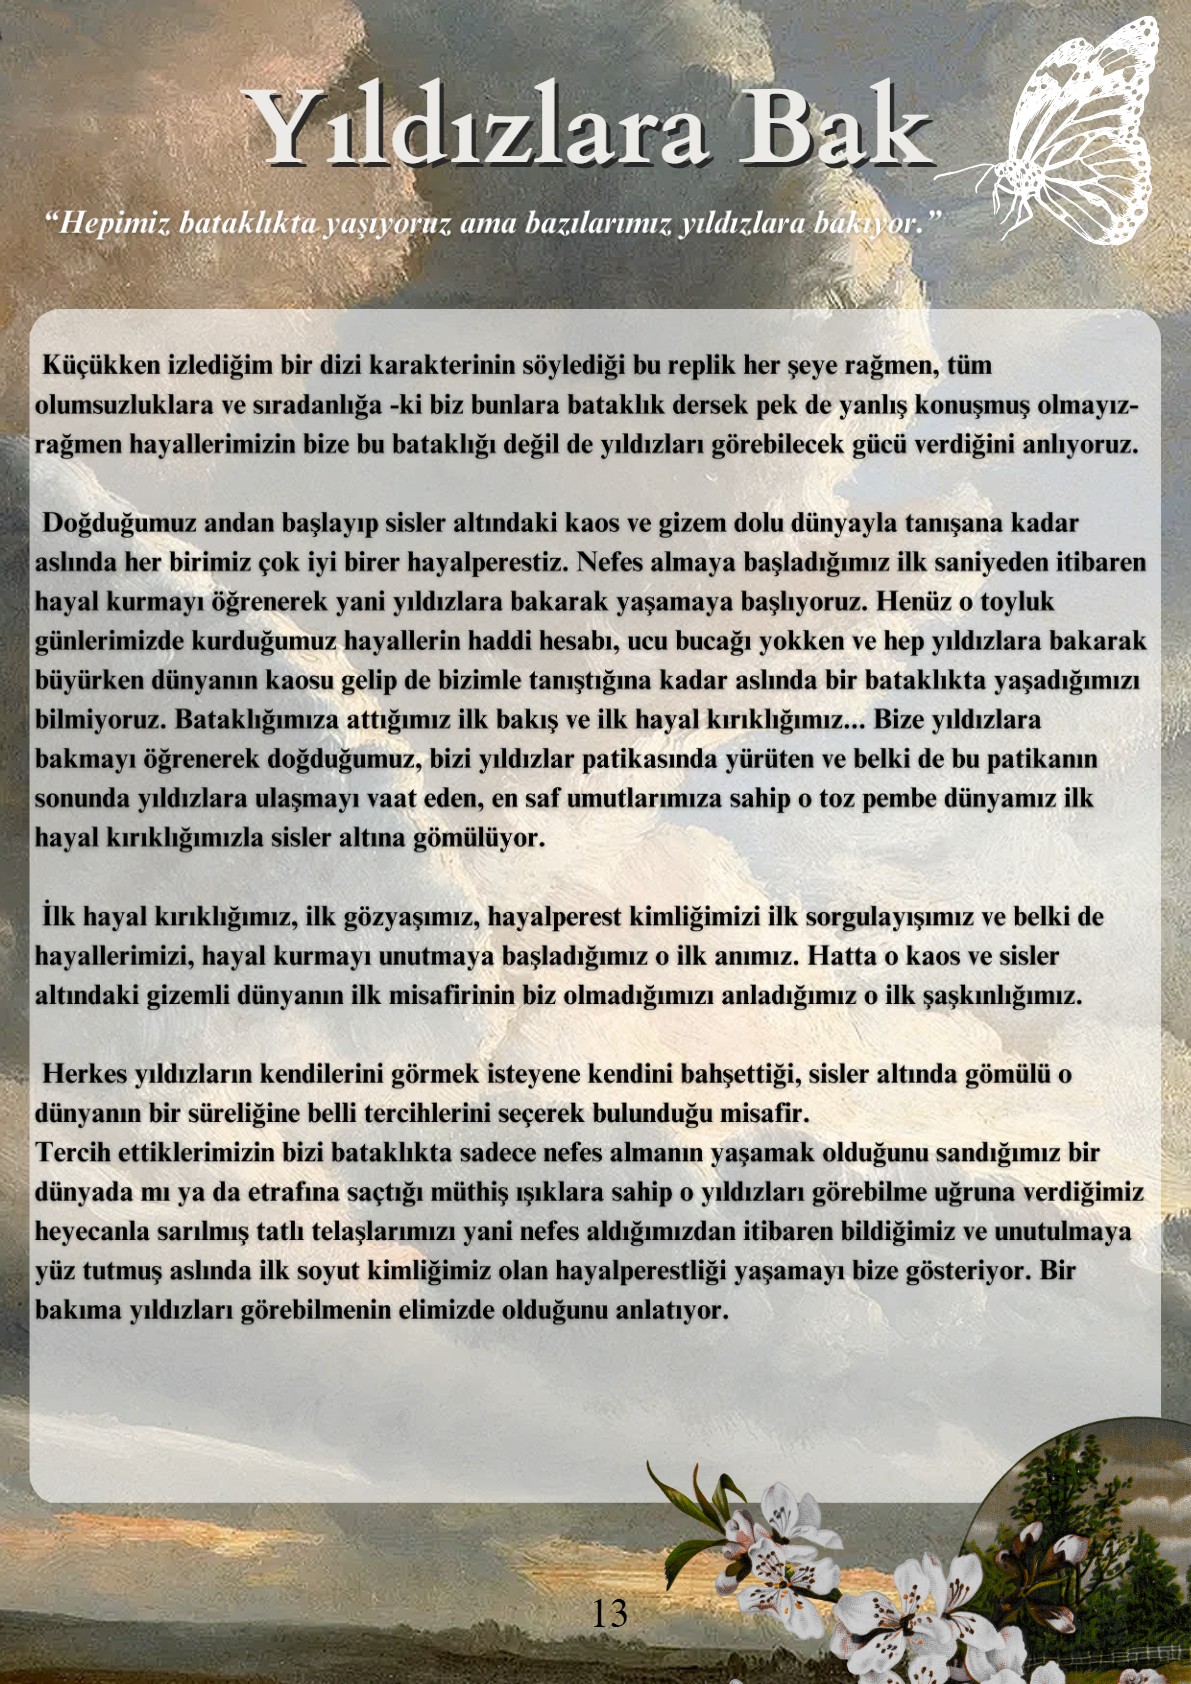 Yıldızlara Bak
“Hepimiz bataklıkta yaşıyoruz ama bazılarımız yıldızlara bakıyor.”
Küçükken izlediğim bir dizi karakterinin söylediği bu replik her şeye rağmen, tüm
olumsuzluklara ve sıradanlığa -ki biz bunlara bataklık dersek pek de yanlış konuşmuş olmayız-
rağmen hayallerimizin bize bu bataklığı değil de yıldızları görebilecek gücü verdiğini anlıyoruz.
Doğduğumuz andan başlayıp sisler altındaki kaos ve gizem dolu dünyayla tanışana kadar
aslında her birimiz çok iyi birer hayalperestiz. Nefes almaya başladığımız ilk saniyeden itibaren
hayal kurmayı öğrenerek yani yıldızlara bakarak yaşamaya başlıyoruz. Henüz o toyluk
günlerimizde kurduğumuz hayallerin haddi hesabı, ucu bucağı yokken ve hep yıldızlara bakarak
büyürken dünyanın kaosu gelip de bizimle tanıştığına kadar aslında bir bataklıkta yaşadığımızı
bilmiyoruz. Bataklığımıza attığımız ilk bakış ve ilk hayal kırıklığımız... Bize yıldızlara
bakmayı öğrenerek doğduğumuz, bizi yıldızlar patikasında yürüten ve belki de bu patikanın
sonunda yıldızlara ulaşmayı vaat eden, en saf umutlarımıza sahip o toz pembe dünyamız ilk
hayal kırıklığımızla sisler altına gömülüyor.
İlk hayal kırıklığımız, ilk gözyaşımız, hayalperest kimliğimizi ilk sorgulayışımız ve belki de
hayallerimizi, hayal kurmayı unutmaya başladığımız o ilk anımız. Hatta o kaos ve sisler
altındaki gizemli dünyanın ilk misafirinin biz olmadığımızı anladığımız o ilk şaşkınlığımız.
Herkes yıldızların kendilerini görmek isteyene kendini bahşettiği, sisler altında gömülü o
dünyanın bir süreliğine belli tercihlerini seçerek bulunduğu misafir.
Tercih ettiklerimizin bizi bataklıkta sadece nefes almanın yaşamak olduğunu sandığımız bir
dünyada mı ya da etrafına saçtığı müthiş ışıklara sahip o yıldızları görebilme uğruna verdiğimiz
heyecanla sarılmış tatlı telaşlarımızı yani nefes aldığımızdan itibaren bildiğimiz ve unutulmaya
yüz tutmuş aslında ilk soyut kimliğimiz olan hayalperestliği yaşamayı bize gösteriyor. Bir
bakıma yıldızları görebilmenin elimizde olduğunu anlatıyor.
13